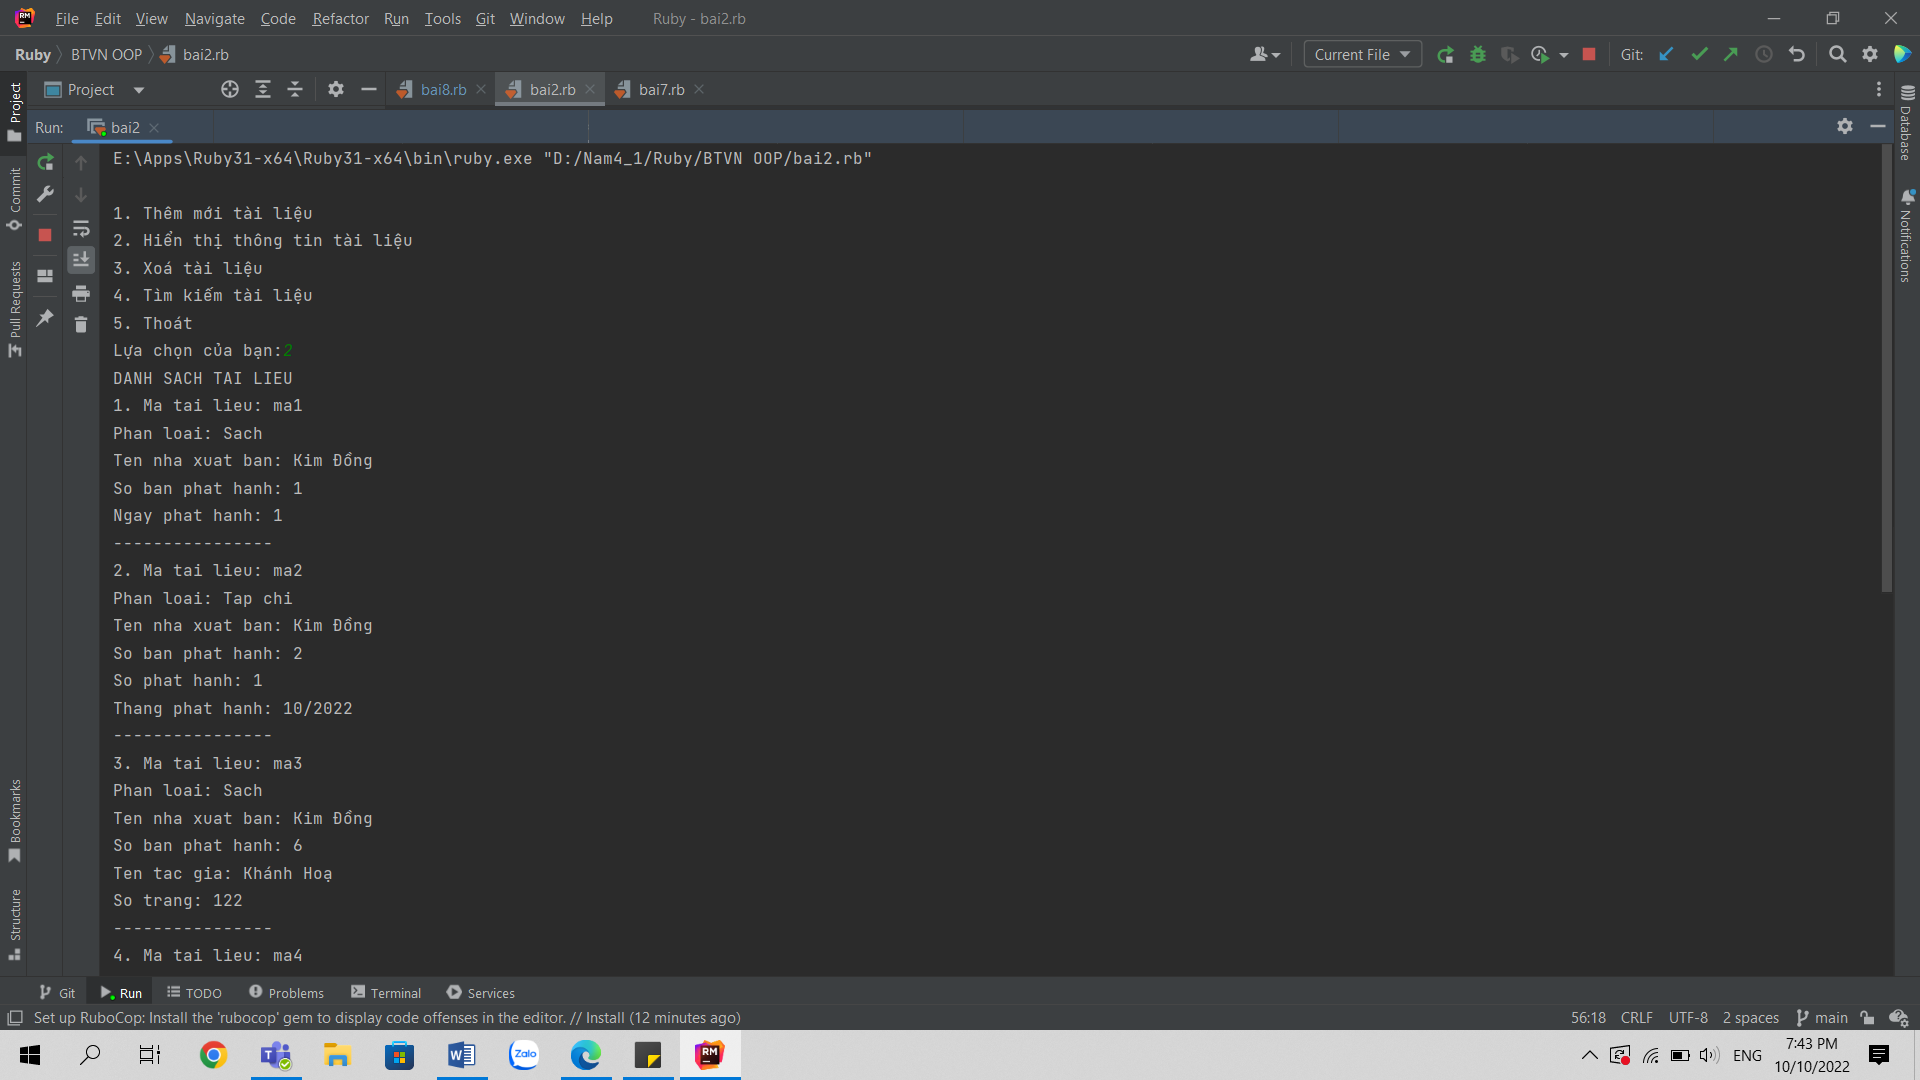 File Edit View Navigate Code Refactor Run Tools Git Window Help Ruby - bai2.rb
Ruby BTVN OOP bai2.rb Current File Git:
Project bai8.rb bai2.rb bai7.rb
Run: bai2
E:\Apps\Ruby31-x64\Ruby31-x64\bin\ruby.exe "D:/Nam4_1/Ruby/BTVN OOP/bai2.rb"
1. Thêm mới tài liệu
2. Hiển thị thông tin tài liệu
3. Xoá tài liệu
4. Tìm kiếm tài liệu
5. Thoát
Lựa chọn của bạn:2
DANH SACH TAI LIEU
1. Ma tai lieu: ma1
Phan loai: Sach
Ten nha xuat ban: Kim Đồng
So ban phat hanh: 1
Ngay phat hanh: 1
----------------
2. Ma tai lieu: ma2
Phan loai: Tap chi
Ten nha xuat ban: Kim Đồng
So ban phat hanh: 2
So phat hanh: 1
Thang phat hanh: 10/2022
----------------
3. Ma tai lieu: ma3
Phan loai: Sach
Ten nha xuat ban: Kim Đồng
So ban phat hanh: 6
Ten tac gia: Khánh Hoạ
So trang: 122
----------------
4. Ma tai lieu: ma4
Project
Commit
Pull Requests
Bookmarks
Structure
Database
Notifications
Git Run TODO Problems Terminal Services
Set up RuboCop: Install the 'rubocop' gem to display code offenses in the editor. // Install (12 minutes ago) 56:18 CRLF UTF-8 2 spaces main
Zalo
RM
ENG
7:43 PM
10/10/2022